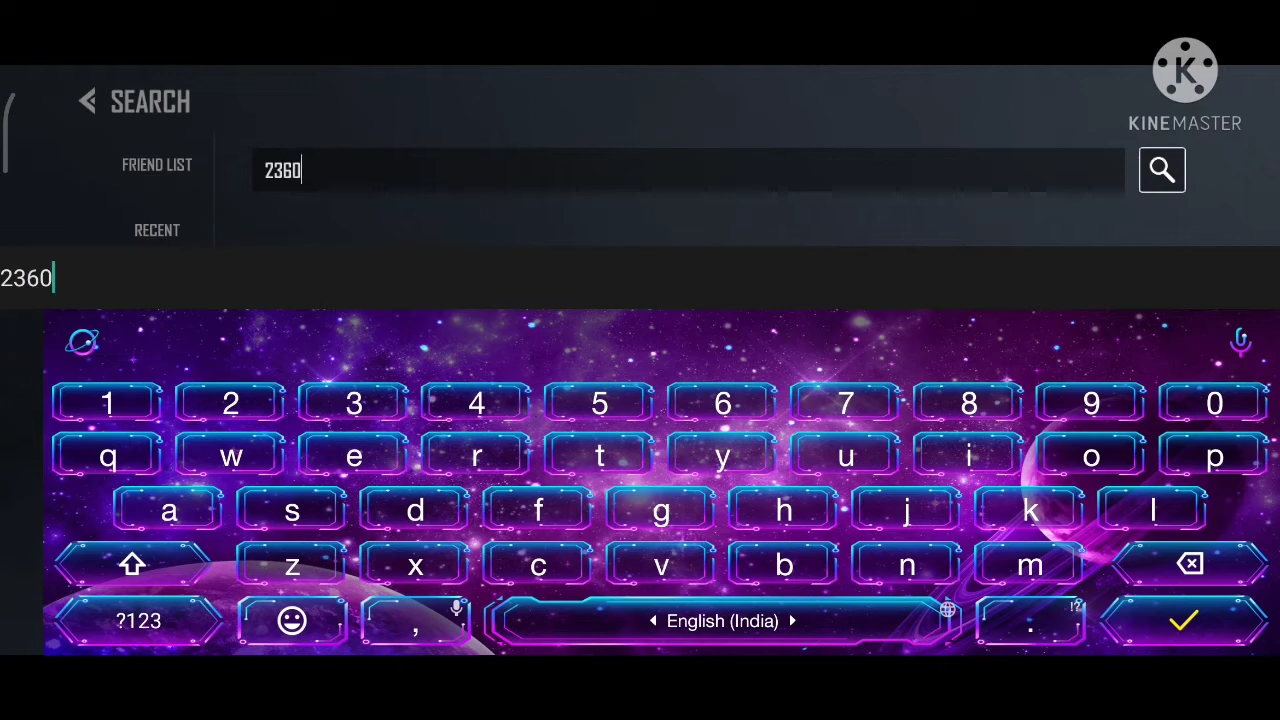 SEARCH
KINEMASTER
FRIEND LIST
2360
RECENT
2360
1 2 3 4 5 6 7 8 9 0
q w e r t y u i o p
a s d f g h j k l
z x c v b n m
?123 , English (India) . !?